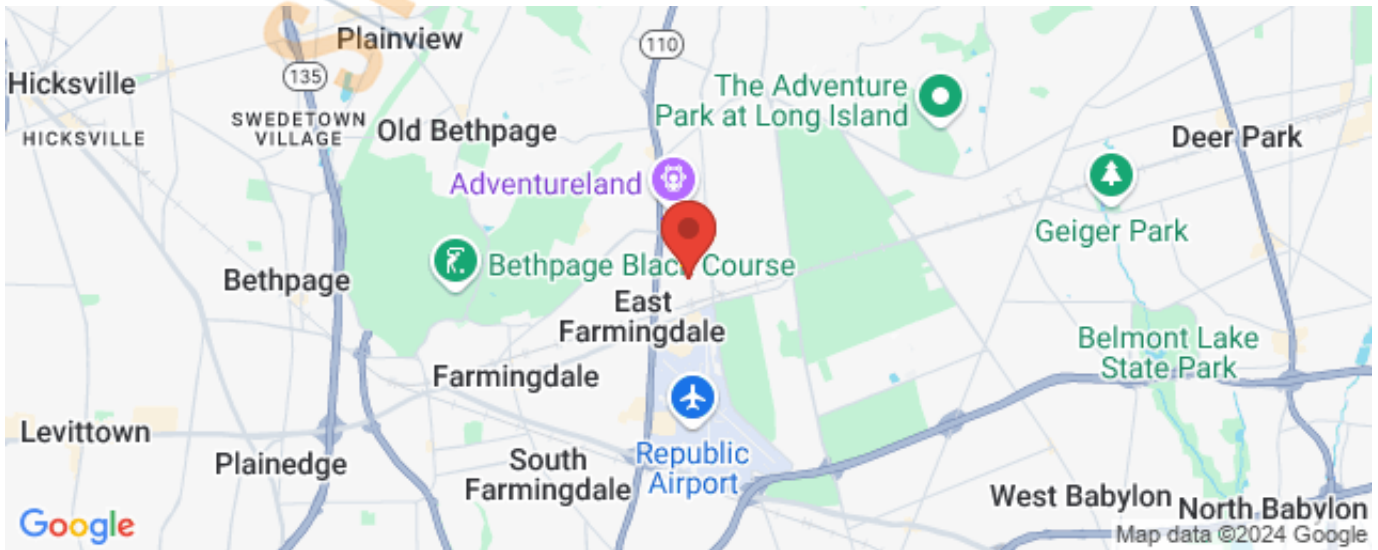 Plainview
110
Hicksville
135
The Adventure
Park at Long Island
HICKSVILLE
SWEDETOWN
VILLAGE
Old Bethpage
Deer Park
Adventureland
Geiger Park
Bethpage Black Course
Bethpage
East
Farmingdale
Belmont Lake
State Park
Farmingdale
Levittown
Plainedge
South
Farmingdale
Republic
Airport
West Babylon
North Babylon
Google
Map data ©2024 Google